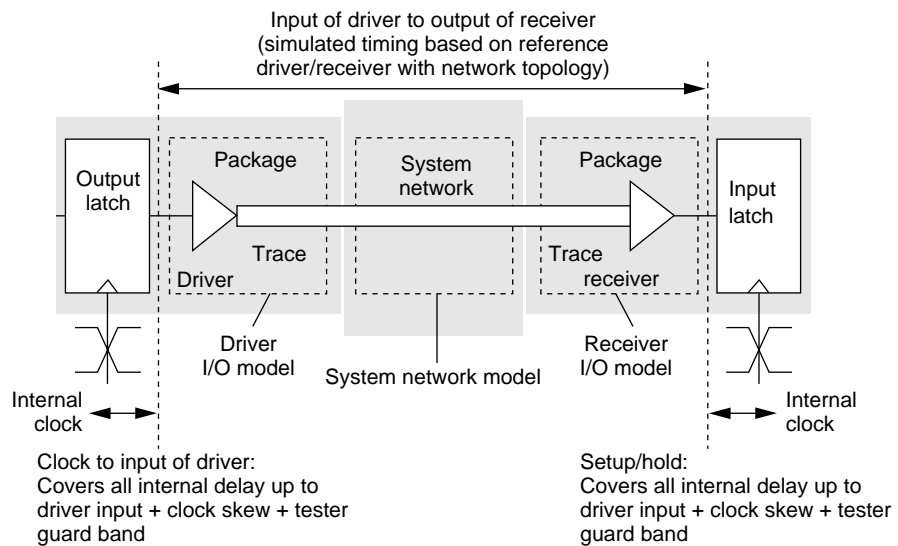 Input of driver to output of receiver
(simulated timing based on reference
driver/receiver with network topology)
Output
latch
Package
Trace
Driver
System
network
Package
Trace
receiver
Input
latch
Driver
I/O model
System network model
Receiver
I/O model
Internal
clock
Internal
clock
Clock to input of driver:
Covers all internal delay up to
driver input + clock skew + tester
guard band
Setup/hold:
Covers all internal delay up to
driver input + clock skew + tester
guard band